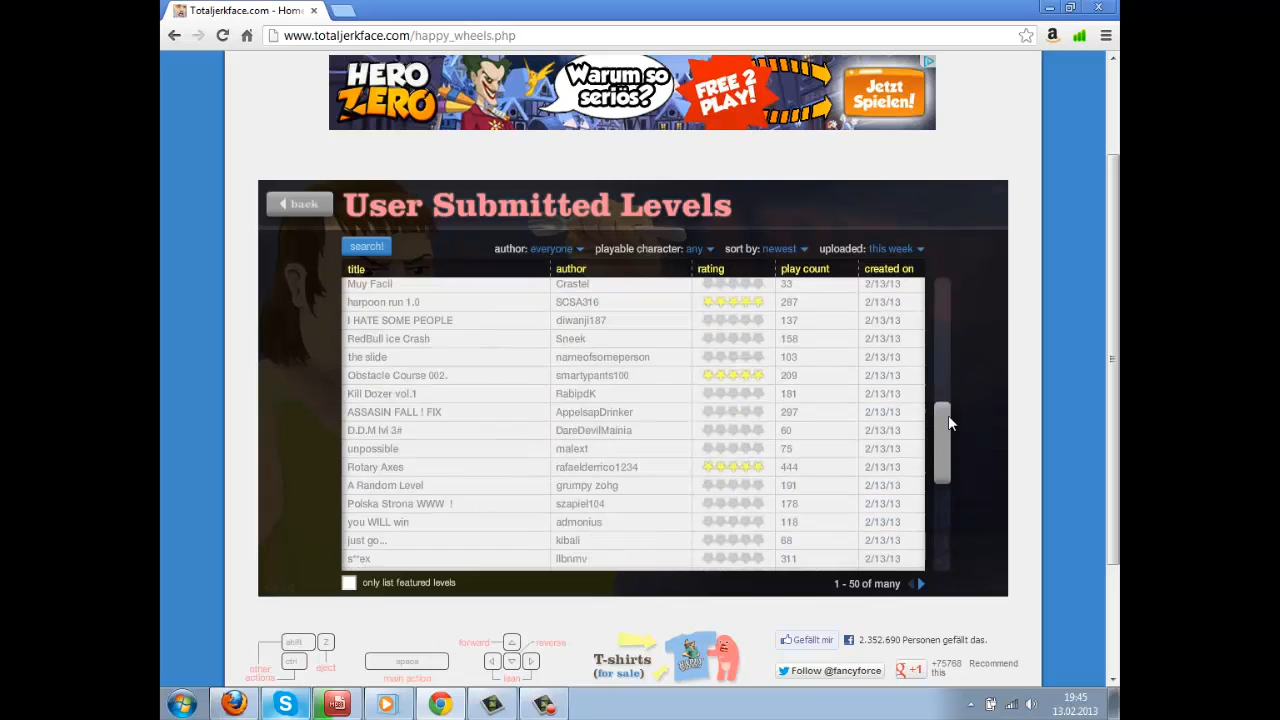 Totaljerkface.com - Home
www.totaljerkface.com/happy_wheels.php
HERO ZERO
Warum so seriös?
FREE 2 PLAY!
Jetzt Spielen!
back
User Submitted Levels
search!
author: everyone playable character: any sort by: newest uploaded: this week
title author rating play count created on
Muy Facil Crastel 33 2/13/13
harpoon run 1.0 SCSA316 287 2/13/13
I HATE SOME PEOPLE diwanji187 137 2/13/13
RedBull ice Crash Sneek 158 2/13/13
the slide nameofsomeperson 103 2/13/13
Obstacle Course 002. smartypants100 209 2/13/13
Kill Dozer vol.1 RabipdK 181 2/13/13
ASSASIN FALL ! FIX AppelsapDrinker 297 2/13/13
D.D.M lvl 3# DareDevilMainia 60 2/13/13
unpossible malext 75 2/13/13
Rotary Axes rafaelderrico1234 444 2/13/13
A Random Level grumpy zohg 191 2/13/13
Polska Strona WWW ! szapiel104 178 2/13/13
you WILL win admonius 118 2/13/13
just go... kibali 68 2/13/13
s**ex llbnmv 311 2/13/13
only list featured levels
1 - 50 of many
shift Z
ctrl eject
other actions
space
main action
forward reverse
lean
T-shirts
(for sale)
Gefällt mir 2.352.690 Personen gefällt das.
Follow @fancyforce
+1 +75768 Recommend this
19:45
13.02.2013